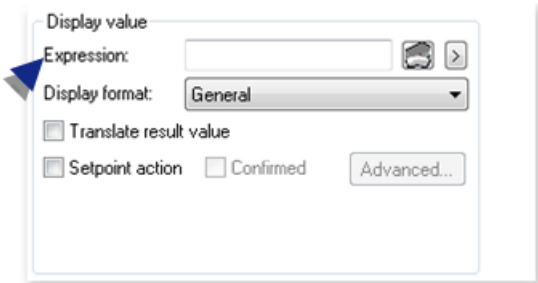 Display value
Expression: >
Display format: General
Translate result value
Setpoint action Confirmed Advanced...